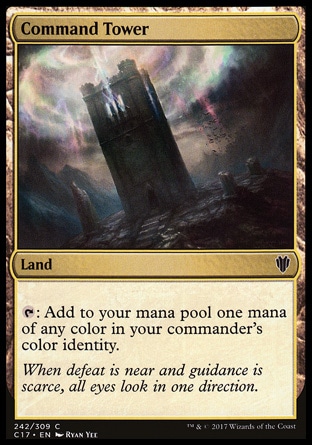 Command Tower
Land
: Add to your mana pool one mana
of any color in your commander's
color identity.
When defeat is near and guidance is
scarce, all eyes look in one direction.
242/309 C
C17 • EN Ryan Yee
™ & © 2017 Wizards of the Coast